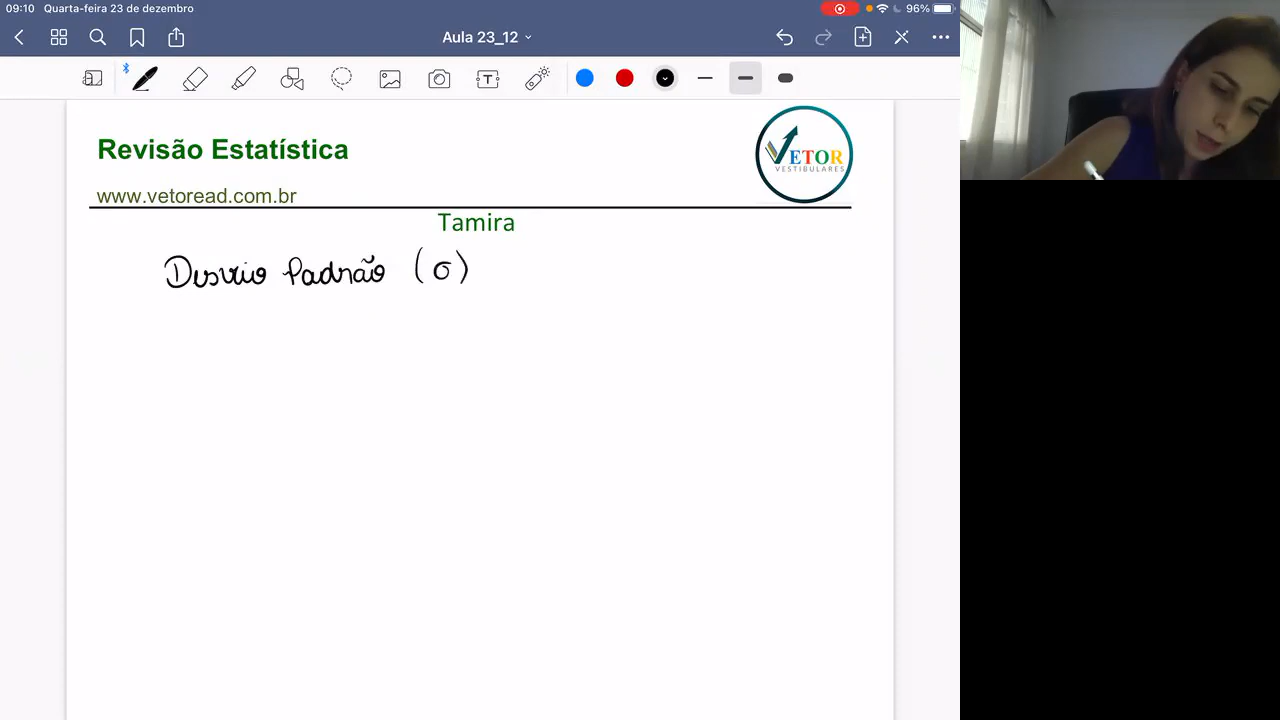 09:10 Quarta-feira 23 de dezembro 96%
Aula 23_12
Revisão Estatística
VETOR
VESTIBULARES
www.vetoread.com.br
Tamira
Desvio Padrão (σ)